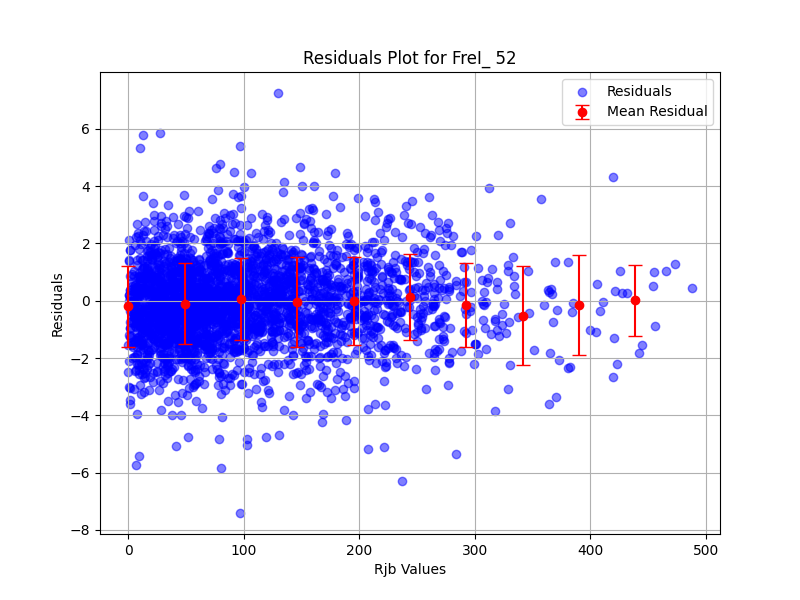 Residuals Plot for FreI_ 52
Residuals
Mean Residual
6
4
2
0
−2
−4
−6
−8
Residuals
0
100
200
300
400
500
Rjb Values